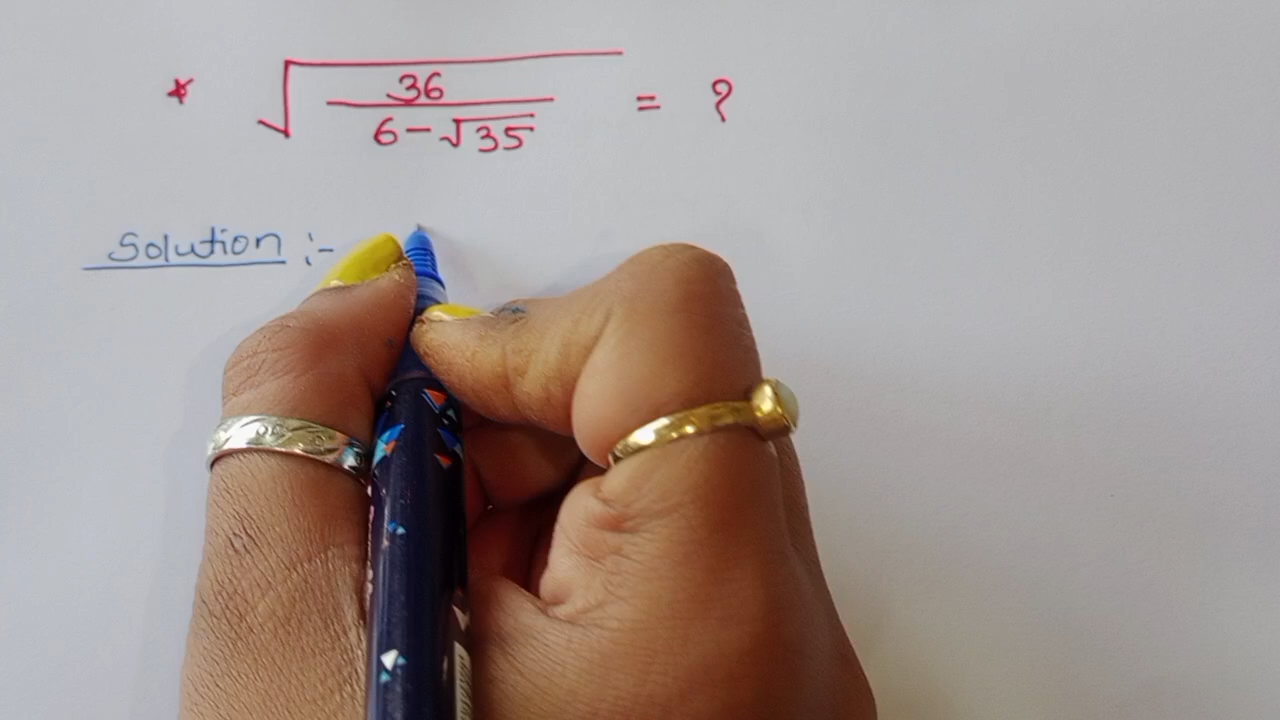 * √(36 / (6 - √35)) = ?
Solution :-